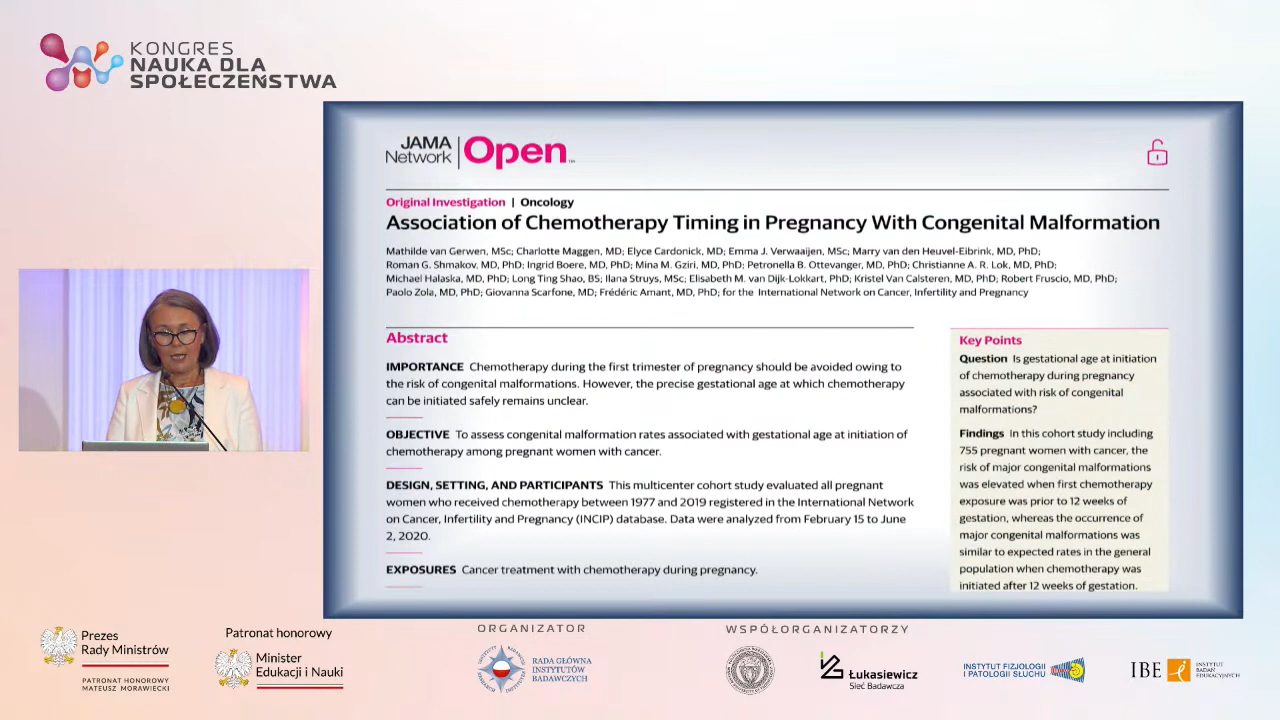 KONGRES
NAUKA DLA
SPOŁECZEŃSTWA
JAMA
Network
Open
Original Investigation | Oncology
Association of Chemotherapy Timing in Pregnancy With Congenital Malformation
Mathilde van Gerwen, MSc; Charlotte Maggen, MD; Elyce Cardonick, MD; Emma J. Verwaaijen, MSc; Marry van den Heuvel-Eibrink, MD, PhD;
Roman G. Shmakov, MD, PhD; Ingrid Boere, MD, PhD; Mina M. Gziri, MD, PhD; Petronella B. Ottevanger, MD, PhD; Christianne A. R. Lok, MD, PhD;
Michael Halaska, MD, PhD; Long Ting Shao, BS; Ilana Struys, MSc; Elisabeth M. van Dijk-Lokkart, PhD; Kristel Van Calsteren, MD, PhD; Robert Fruscio, MD, PhD;
Paolo Zola, MD, PhD; Giovanna Scarfone, MD; Frédéric Amant, MD, PhD; for the International Network on Cancer, Infertility and Pregnancy
Abstract
IMPORTANCE Chemotherapy during the first trimester of pregnancy should be avoided owing to
the risk of congenital malformations. However, the precise gestational age at which chemotherapy
can be initiated safely remains unclear.
OBJECTIVE To assess congenital malformation rates associated with gestational age at initiation of
chemotherapy among pregnant women with cancer.
DESIGN, SETTING, AND PARTICIPANTS This multicenter cohort study evaluated all pregnant
women who received chemotherapy between 1977 and 2019 registered in the International Network
on Cancer, Infertility and Pregnancy (INCIP) database. Data were analyzed from February 15 to June
2, 2020.
EXPOSURES Cancer treatment with chemotherapy during pregnancy.
Key Points
Question Is gestational age at initiation
of chemotherapy during pregnancy
associated with risk of congenital
malformations?
Findings In this cohort study including
755 pregnant women with cancer, the
risk of major congenital malformations
was elevated when first chemotherapy
exposure was prior to 12 weeks of
gestation, whereas the occurrence of
major congenital malformations was
similar to expected rates in the general
population when chemotherapy was
initiated after 12 weeks of gestation.
Prezes
Rady Ministrów
PATRONAT HONOROWY
MATEUSZ MORAWIECKI
Patronat honorowy
Minister
Edukacji i Nauki
ORGANIZATOR
RADA GŁÓWNA
INSTYTUTÓW
BADAWCZYCH
WSPÓŁORGANIZATORZY
Łukasiewicz
Sieć Badawcza
INSTYTUT FIZJOLOGII
I PATOLOGII SŁUCHU
IBE
INSTYTUT
BADAŃ
EDUKACYJNYCH